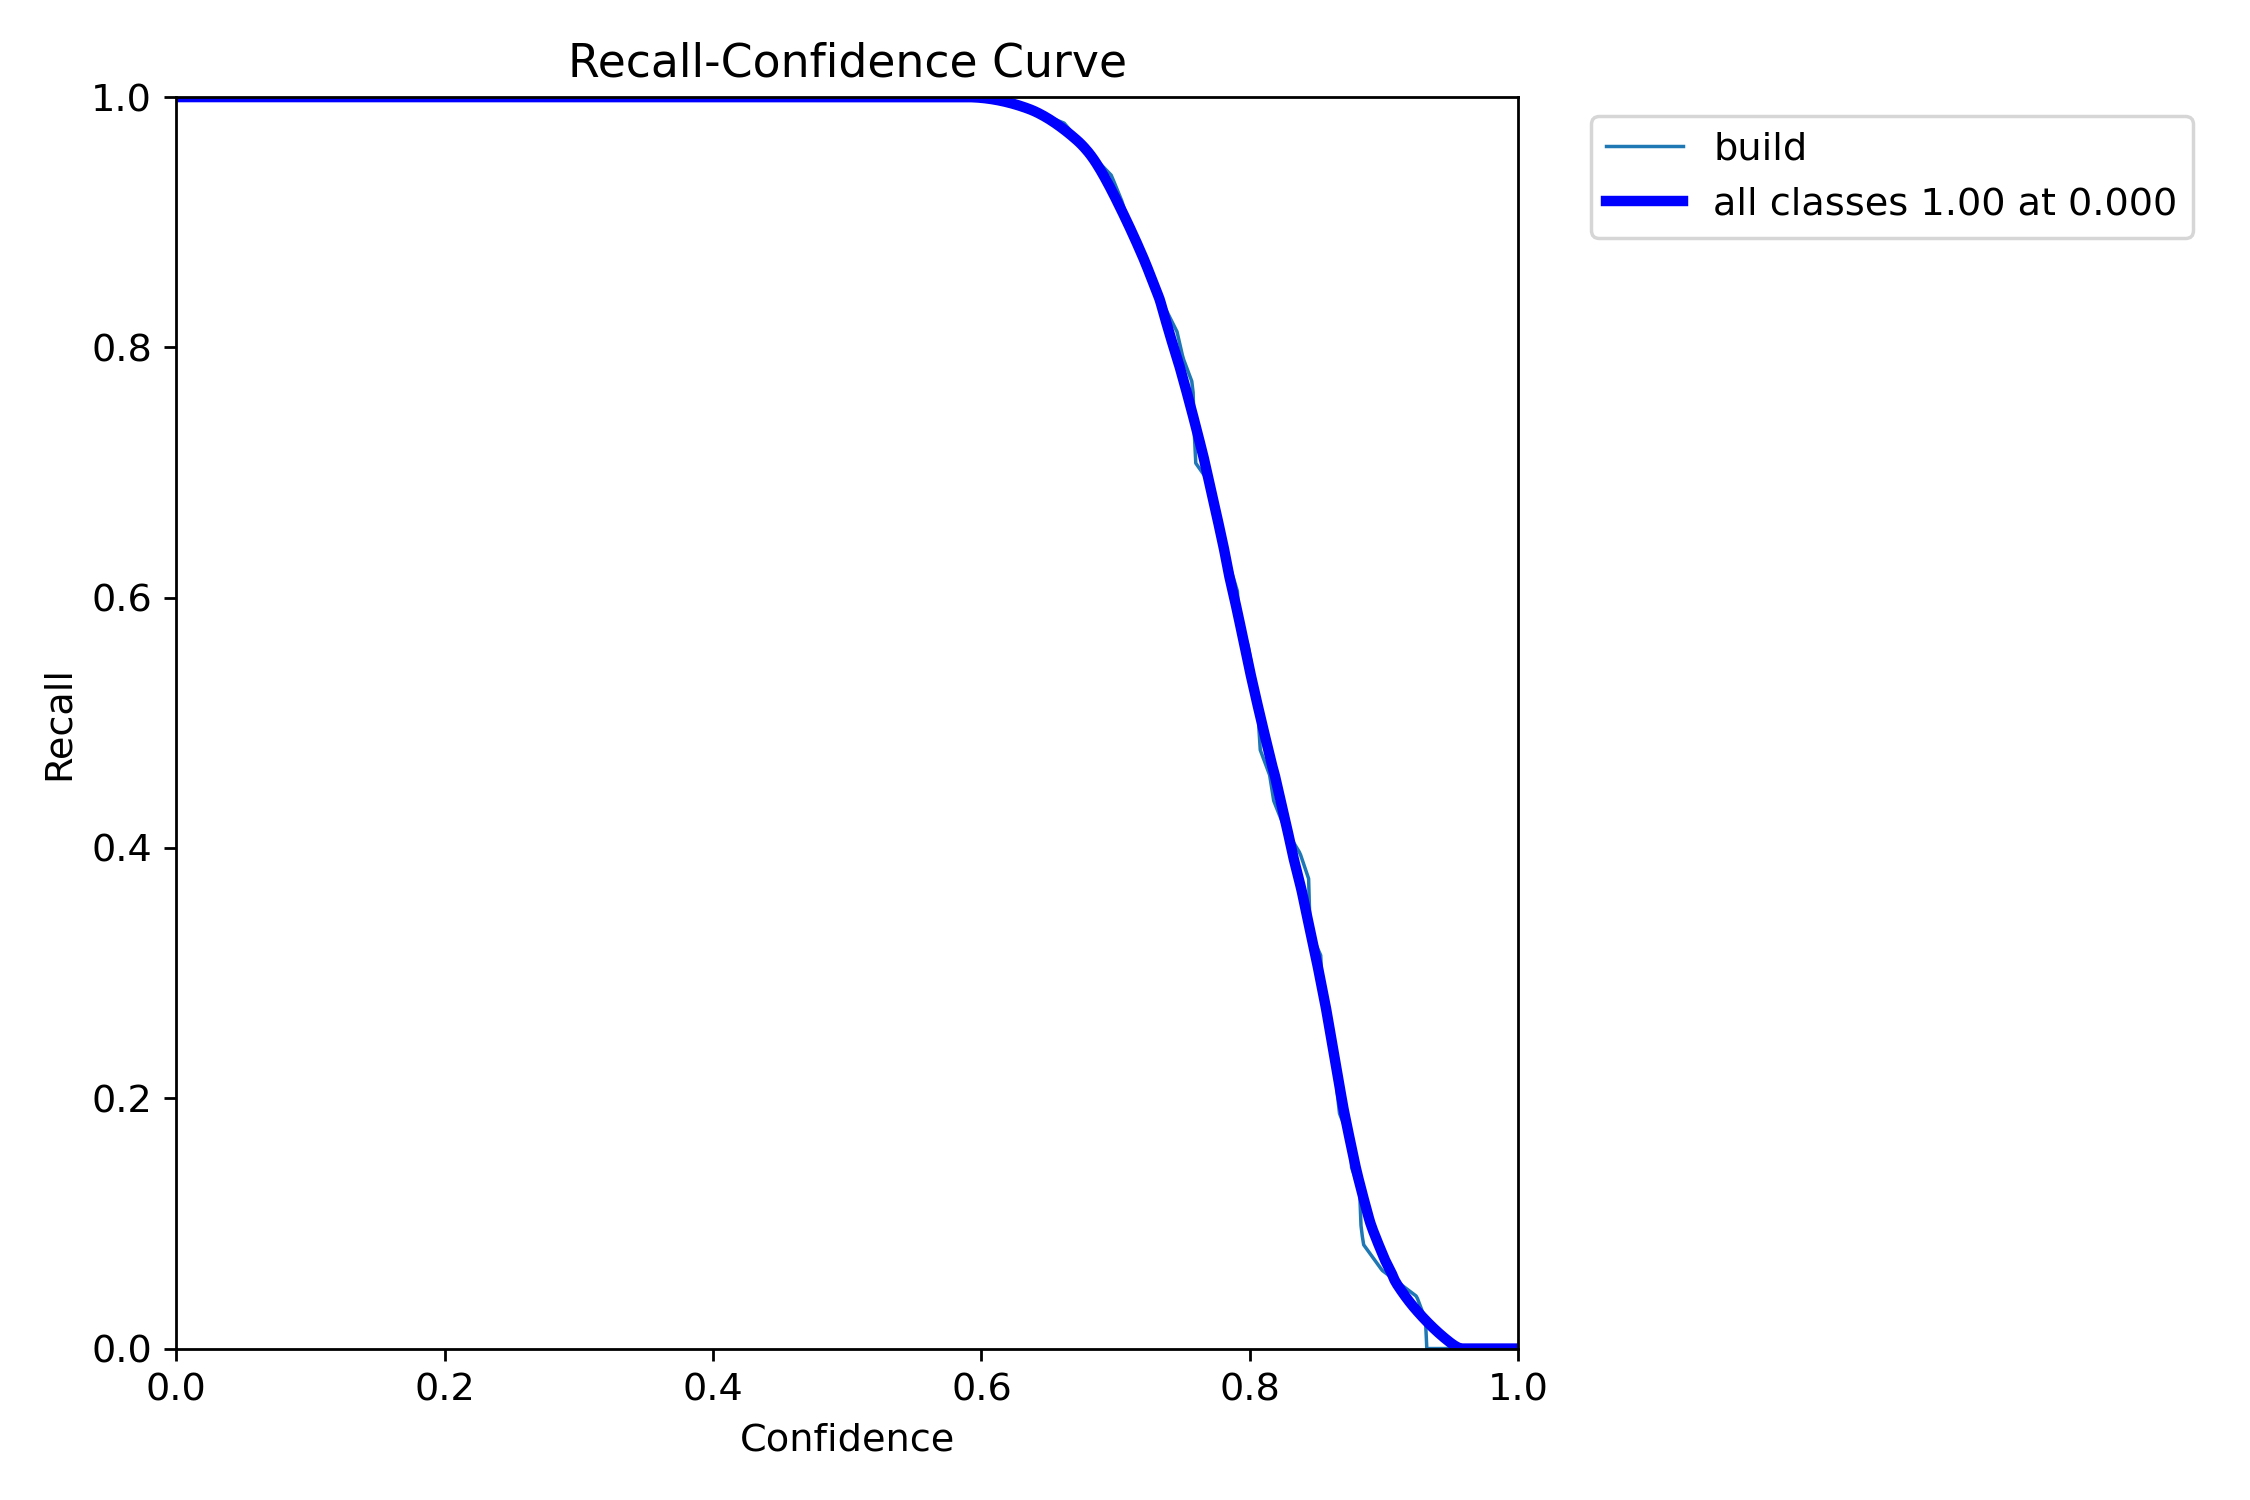 Recall-Confidence Curve
1.0
0.8
0.6
0.4
0.2
0.0
Recall
0.0 0.2 0.4 0.6 0.8 1.0
Confidence
build
all classes 1.00 at 0.000